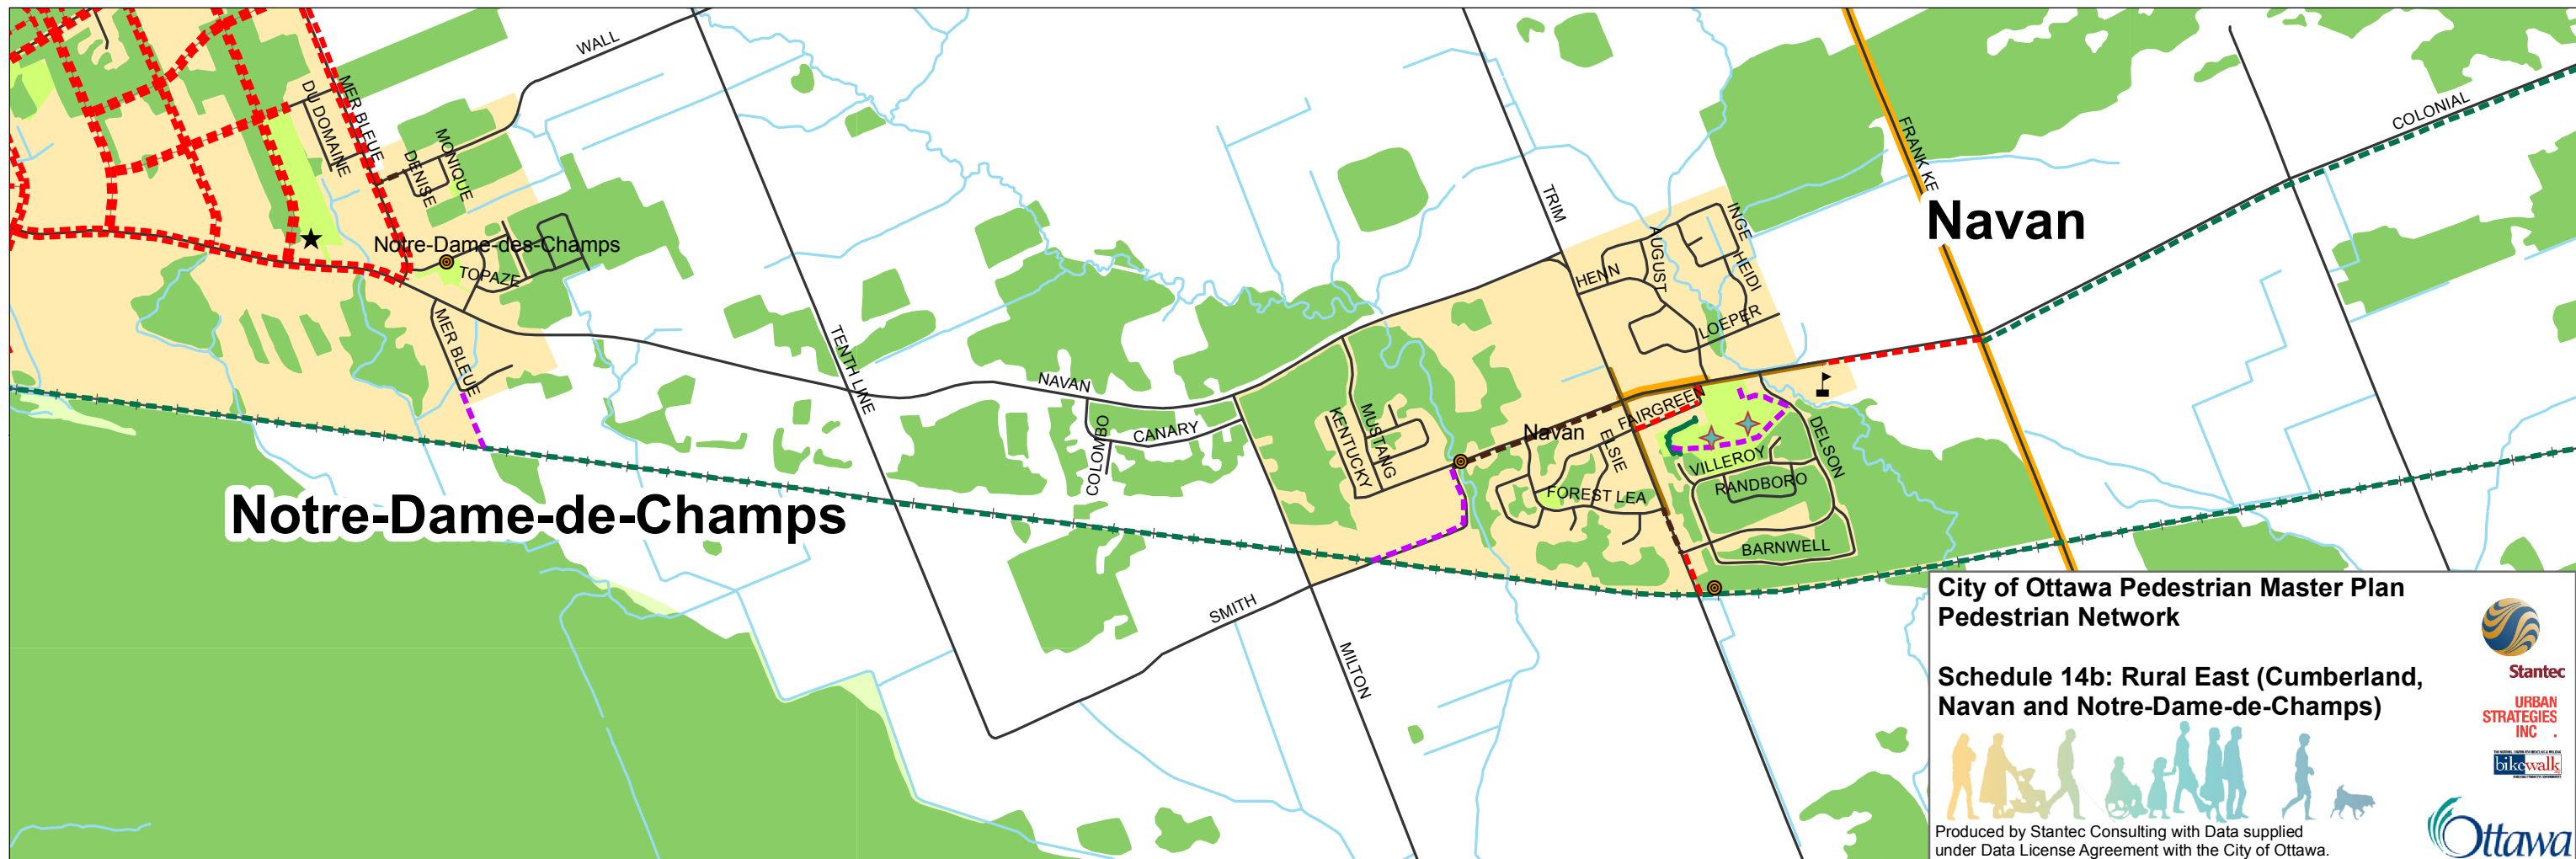 WALL
DU DOMAINE
MER BLEUE
DENISE
MONIQUE
Notre-Dame-des-Champs
TOPAZE
MER BLEUE
Notre-Dame-de-Champs
TENTH LINE
NAVAN
COLOMBO
CANARY
SMITH
MILTON
KENTUCKY
MUSTANG
TRIM
HENN
AUGUST
INGE
HEIDI
LOEPER
FRANK KE
Navan
COLONIAL
Navan
FAIRGREEN
ELSIE
FOREST LEA
VILLEROY
RANDBORO
DELSON
BARNWELL
City of Ottawa Pedestrian Master Plan
Pedestrian Network
Schedule 14b: Rural East (Cumberland,
Navan and Notre-Dame-de-Champs)
Stantec
URBAN
STRATEGIES
INC .
bikewalk
Produced by Stantec Consulting with Data supplied
under Data License Agreement with the City of Ottawa.
Ottawa